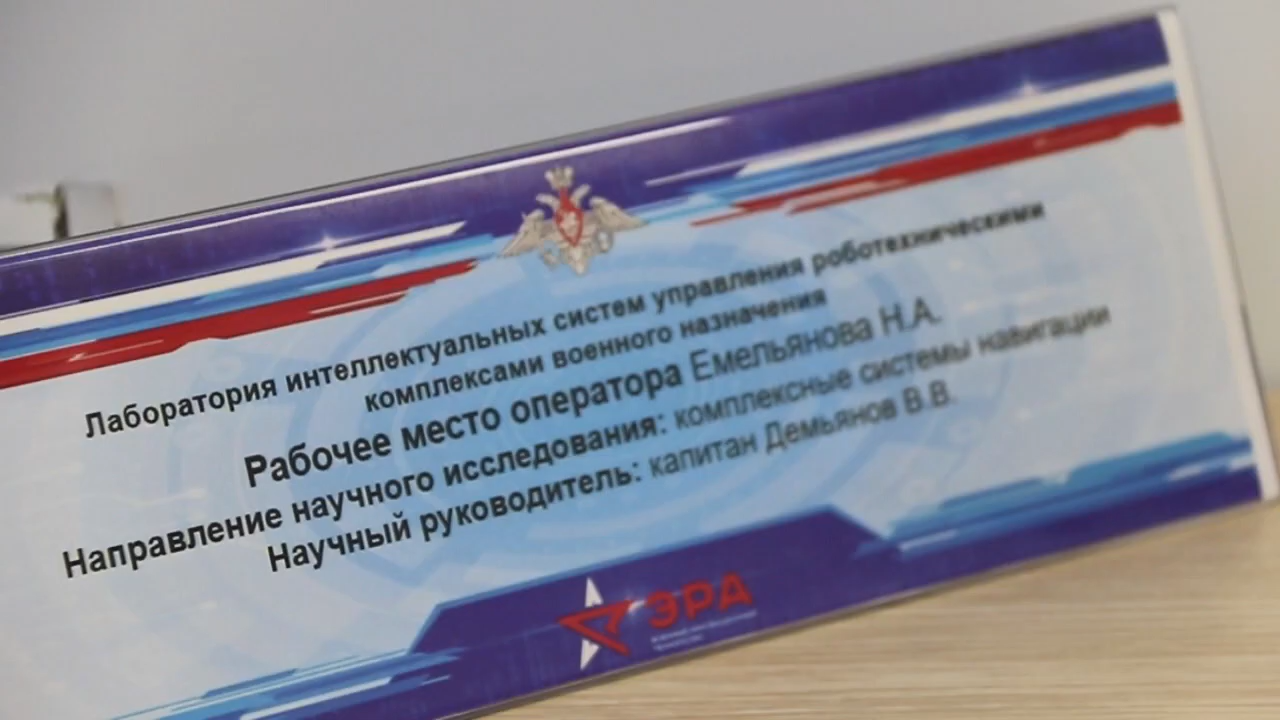 Лаборатория интеллектуальных систем управления роботехническими
комплексами военного назначения
Рабочее место оператора Емельянова Н.А.
Направление научного исследования: комплексные системы навигации
Научный руководитель: капитан Демьянов В.В.
ЭРА